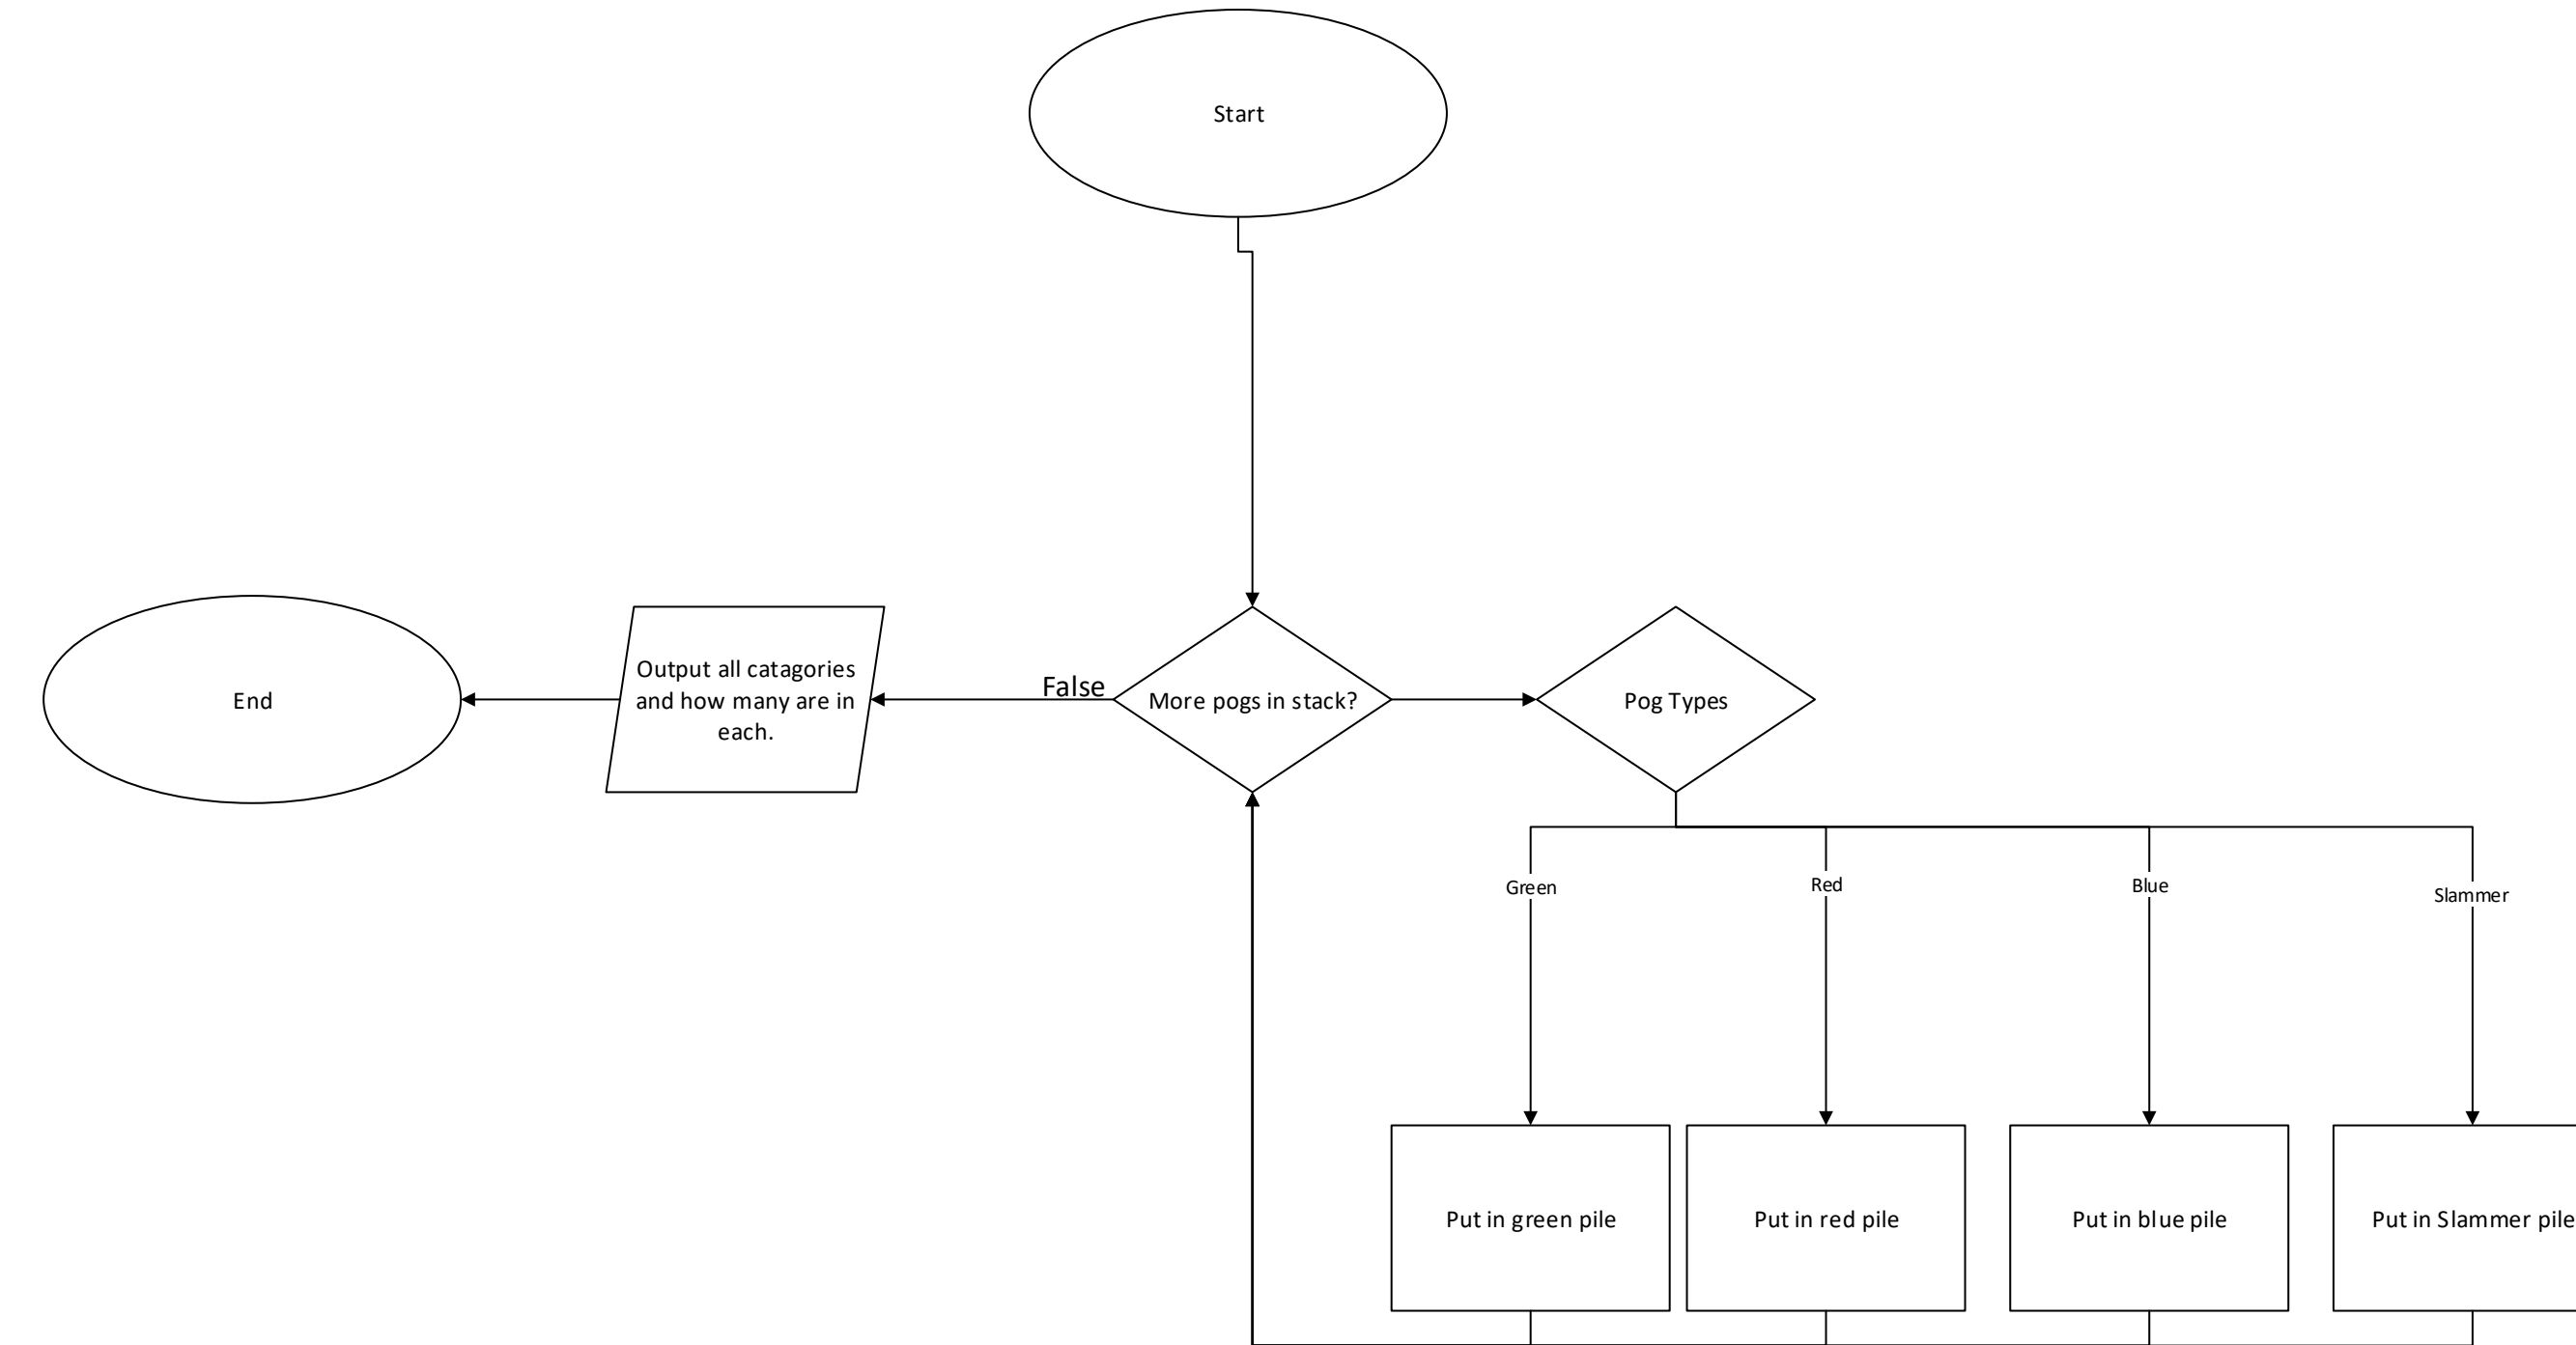 Start
End
Output all catagories
and how many are in
each.
False
More pogs in stack?
Pog Types
Green
Red
Blue
Slammer
Put in green pile
Put in red pile
Put in blue pile
Put in Slammer pile